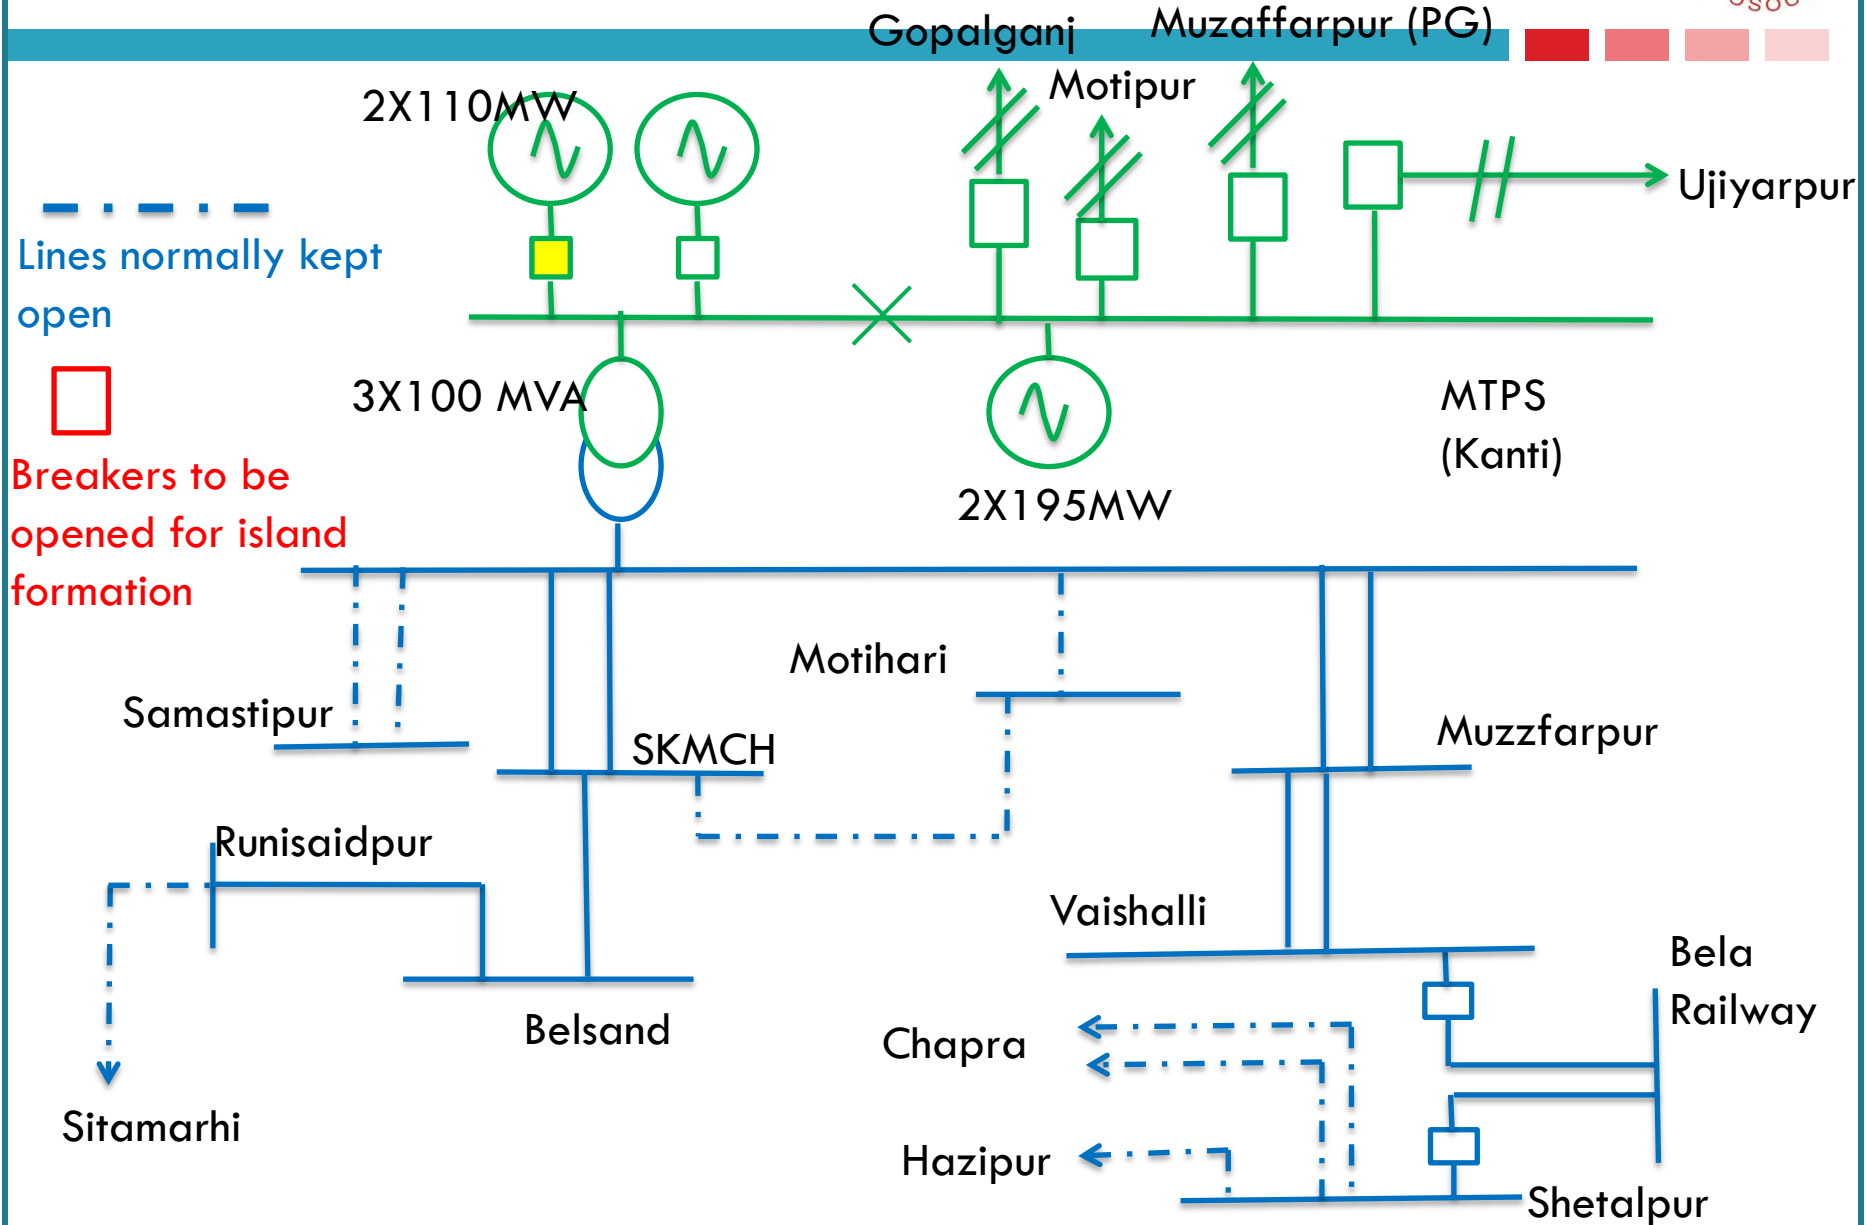 Gopalganj
Muzaffarpur (PG)
Motipur
2X110MW
Ujiyarpur
Lines normally kept
open
3X100 MVA
MTPS
(Kanti)
Breakers to be
opened for island
formation
2X195MW
Motihari
Samastipur
SKMCH
Muzzfarpur
Runisaidpur
Vaishalli
Bela
Railway
Belsand
Chapra
Sitamarhi
Hazipur
Shetalpur